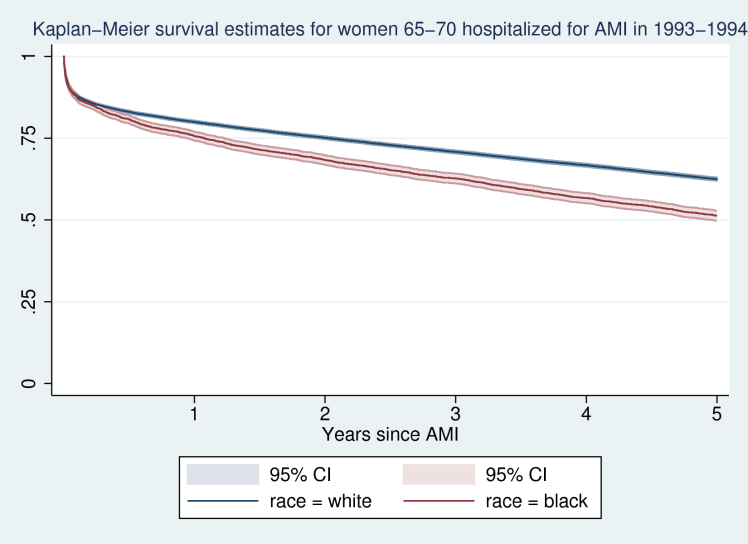 Kaplan−Meier survival estimates for women 65−70 hospitalized for AMI in 1993−1994
1
.75
.5
.25
0
1 2 3 4 5
Years since AMI
95% CI 95% CI
race = white race = black